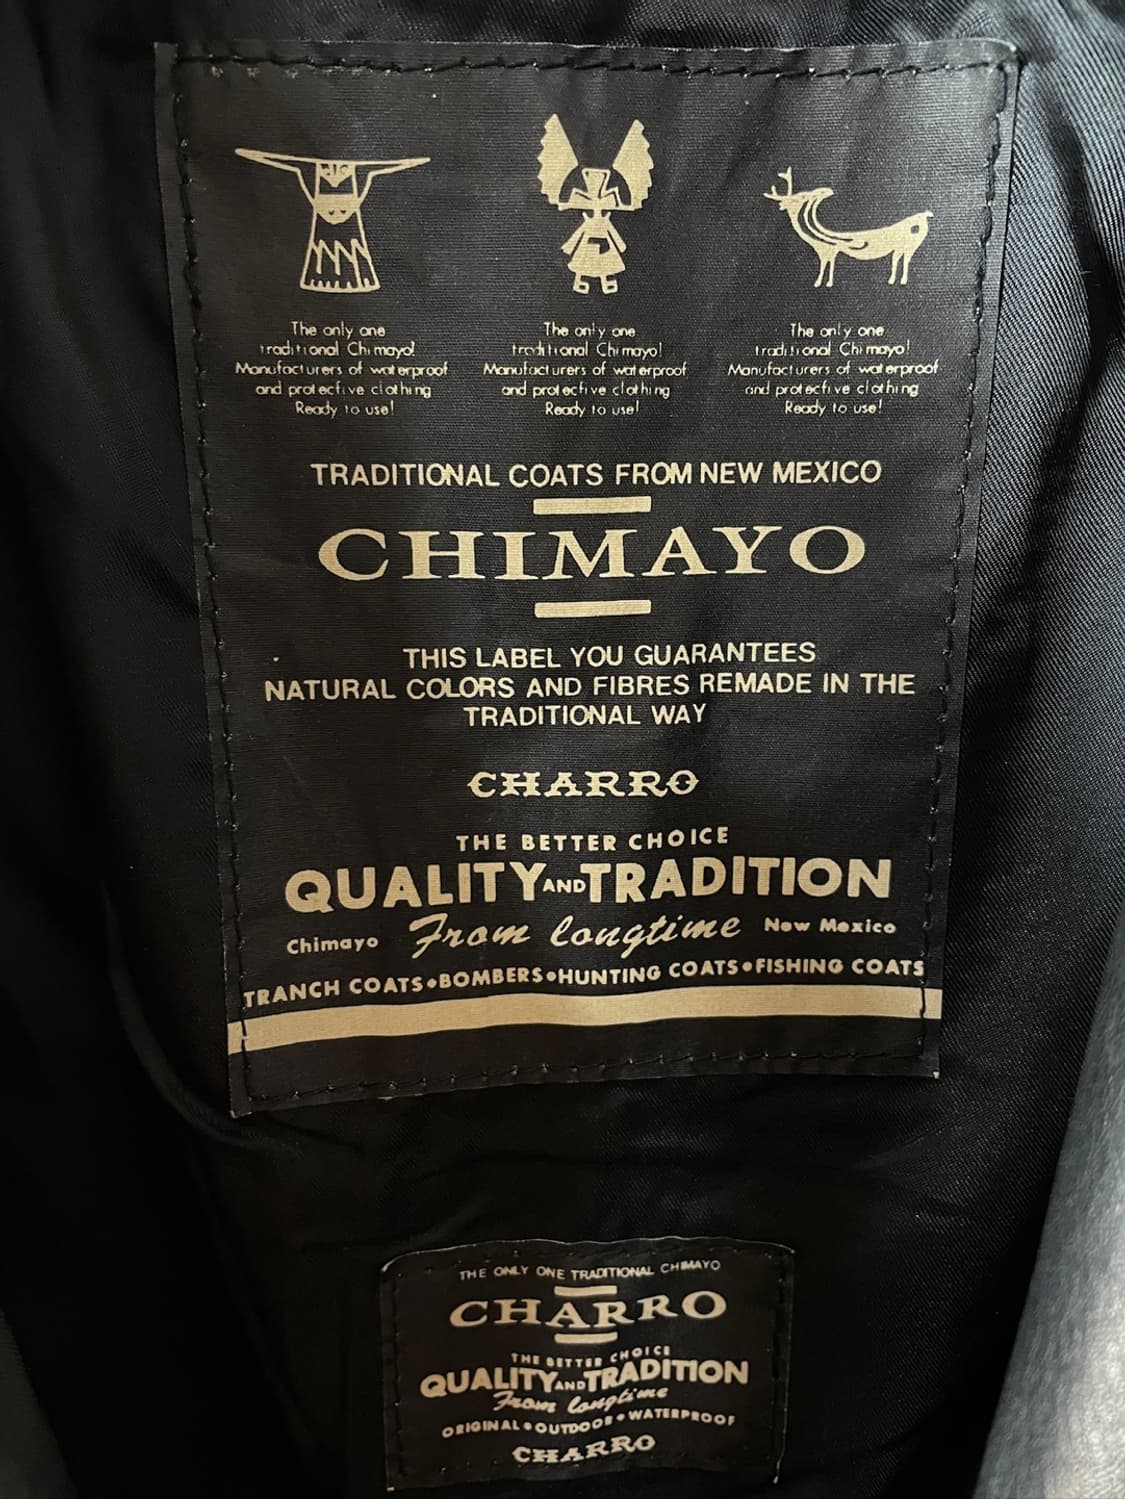 The only one
traditional Chimayo!
Manufacturers of waterproof
and protecfive clothing
Ready to use!
The only one
traditional Chimayo!
Manufacturers of waterproof
and protecfive clothing
Ready to use!
The only one
traditional Chimayo!
Manufacturers of waterproof
and protecfive clothing
Ready to use!
TRADITIONAL COATS FROM NEW MEXICO
CHIMAYO
THIS LABEL YOU GUARANTEES
NATURAL COLORS AND FIBRES REMADE IN THE
TRADITIONAL WAY
CHARRO
THE BETTER CHOICE
QUALITY AND TRADITION
Chimayo From longtime New Mexico
TRANCH COATS•BOMBERS•HUNTING COATS•FISHING COATS
THE ONLY ONE TRADITIONAL CHIMAYO
CHARRO
THE BETTER CHOICE
QUALITY AND TRADITION
From longtime
ORIGINAL•OUTDOOR•WATERPROOF
CHARRO